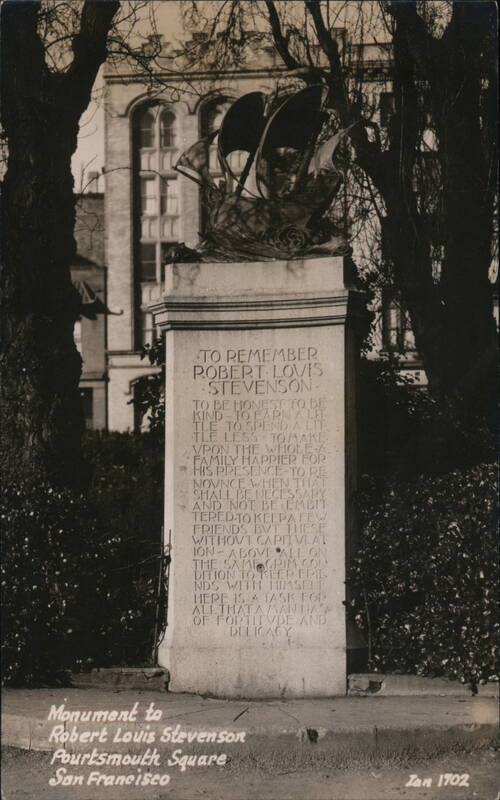 ·TO REMEMBER
ROBERT LOVIS
·STEVENSON·
TO BE HONEST TO BE
KIND - TO EARN A LIT
TLE TO SPEND A LIT
TLE LESS - TO MAKE
VPON THE WHOLE A
FAMILY HAPPIER FOR
HIS PRESENCE - TO RE
NOVNCE WHEN THAT
SHALL BE NECESSARY
AND NOT BE EMBIT
TERED - TO KEEP A FEW
FRIENDS BVT THESE
WITHOVT CAPITVLAT
ION - ABOVE ALL ON
THE SAME GRIM CON
DITION TO KEEP FRIE
NDS WITH HIMSELF
HERE IS A TASK FOR
ALL THAT A MAN HAS
OF FORTITVDE AND
DELICACY
Monument to
Robert Louis Stevenson
Pourtsmouth Square
San Francisco
Zan 1702